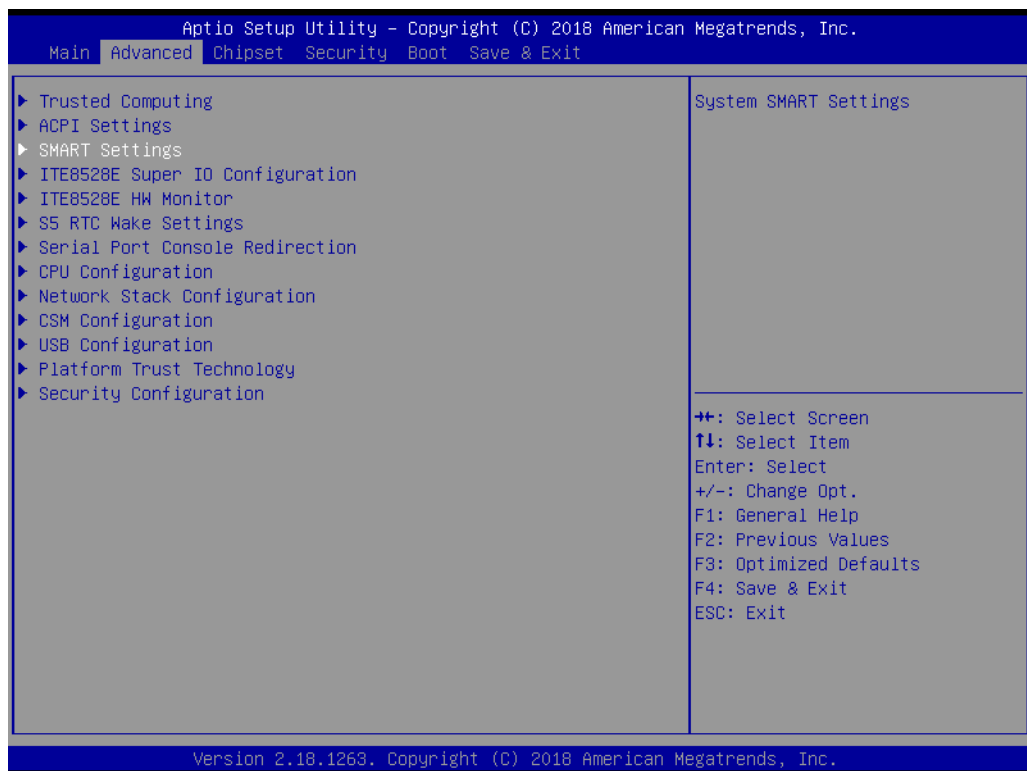 Aptio Setup Utility – Copyright (C) 2018 American Megatrends, Inc.
Main Advanced Chipset Security Boot Save & Exit
▶ Trusted Computing
▶ ACPI Settings
▶ SMART Settings
▶ ITE8528E Super IO Configuration
▶ ITE8528E HW Monitor
▶ S5 RTC Wake Settings
▶ Serial Port Console Redirection
▶ CPU Configuration
▶ Network Stack Configuration
▶ CSM Configuration
▶ USB Configuration
▶ Platform Trust Technology
▶ Security Configuration
System SMART Settings
→←: Select Screen
↑↓: Select Item
Enter: Select
+/-: Change Opt.
F1: General Help
F2: Previous Values
F3: Optimized Defaults
F4: Save & Exit
ESC: Exit
Version 2.18.1263. Copyright (C) 2018 American Megatrends, Inc.